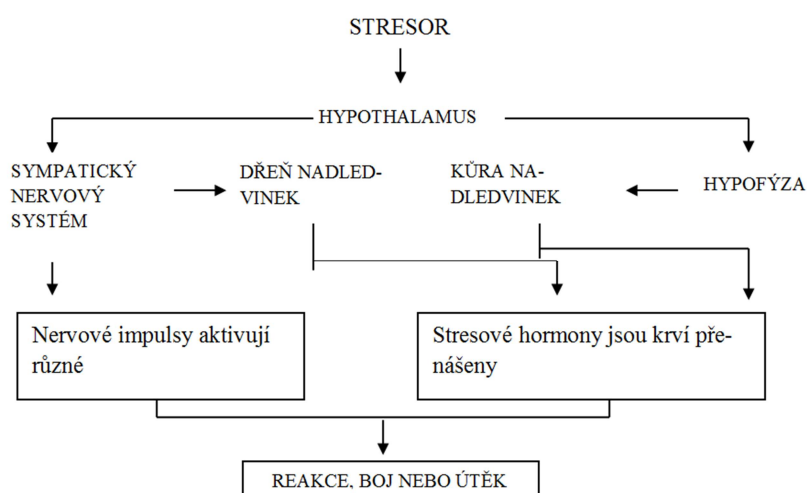 STRESOR
HYPOTHALAMUS
SYMPATICKÝ
NERVOVÝ
SYSTÉM
DŘEŇ NADLED-
VINEK
KŮRA NA-
DLEDVINEK
HYPOFÝZA
Nervové impulsy aktivují
různé
Stresové hormony jsou krví pře-
nášeny
REAKCE, BOJ NEBO ÚTĚK